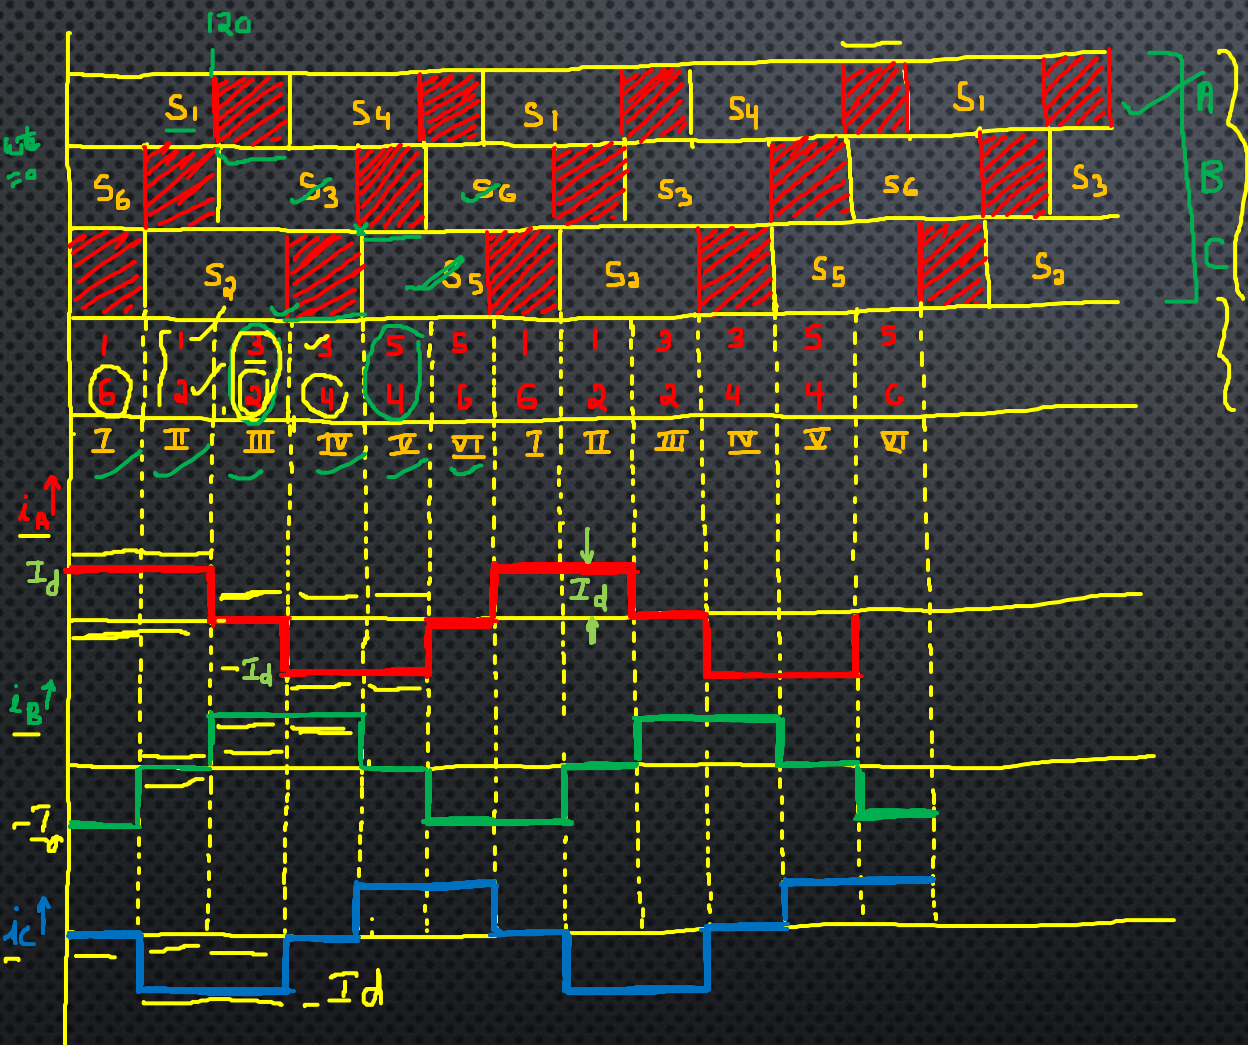 120
S1 S4 S1 S4 S1 A
ωt =0
S6 S3 S6 S3 S6 S3 B
S2 S5 S2 S5 S2 C
1 1 3 3 5 5 1 1 3 3 5 5
6 2 2 4 4 6 6 2 2 4 4 6
I II III IV V VI I II III IV V VI
iA
Id Id
-Id
iB
iC
-Id